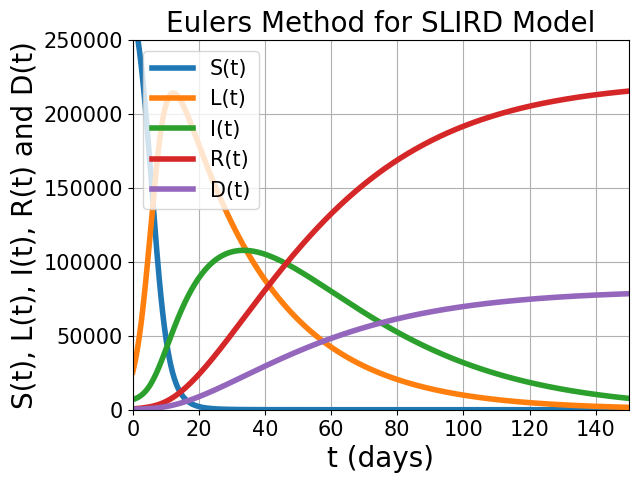 Eulers Method for SLIRD Model
S(t), L(t), I(t), R(t) and D(t)
250000
200000
150000
100000
50000
0
S(t)
L(t)
I(t)
R(t)
D(t)
0 20 40 60 80 100 120 140
t (days)